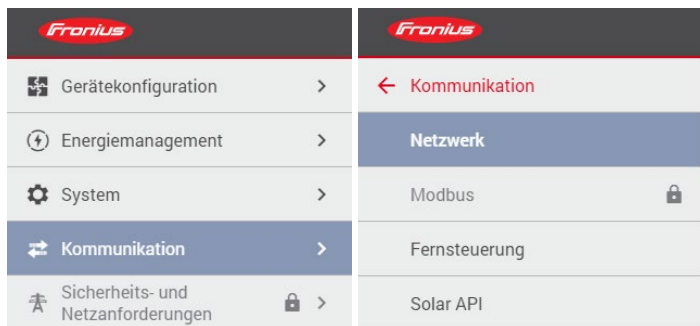 Fronius
Gerätekonfiguration
Energiemanagement
System
Kommunikation
Sicherheits- und
Netzanforderungen
Fronius
Kommunikation
Netzwerk
Modbus
Fernsteuerung
Solar API